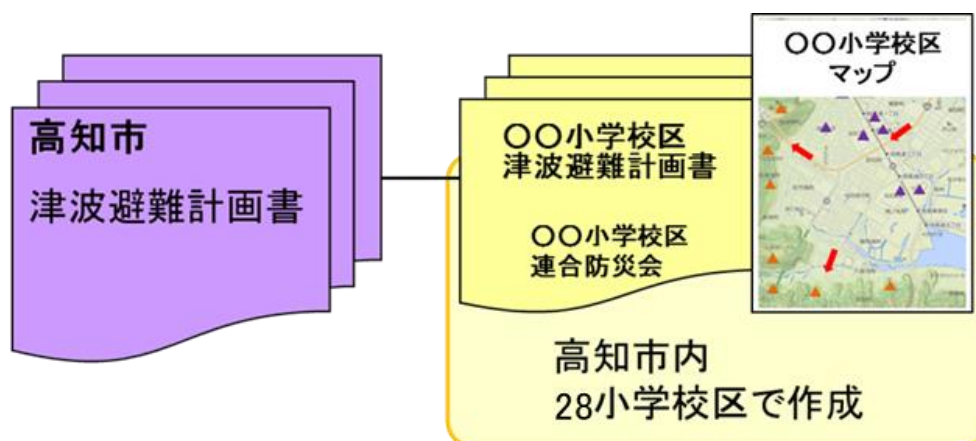 高知市
津波避難計画書
〇〇小学校区
津波避難計画書
〇〇小学校区
連合防災会
〇〇小学校区
マップ
高知市内
28小学校区で作成